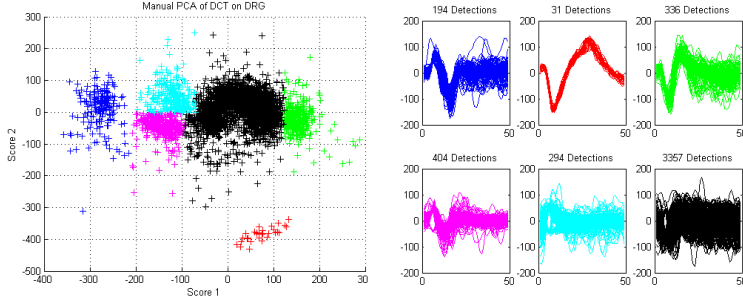 Manual PCA of DCT on DRG
300
200
100
0
-100
-200
-300
-400
-500
Score 2
-400 -300 -200 -100 0 100 200 30
Score 1
194 Detections 31 Detections 336 Detections
200 200 200
100 100 100
0 0 0
-100 -100 -100
-200 -200 -200
0 50 0 50 0 50
404 Detections 294 Detections 3357 Detections
200 200 200
100 100 100
0 0 0
-100 -100 -100
-200 -200 -200
0 50 0 50 0 5